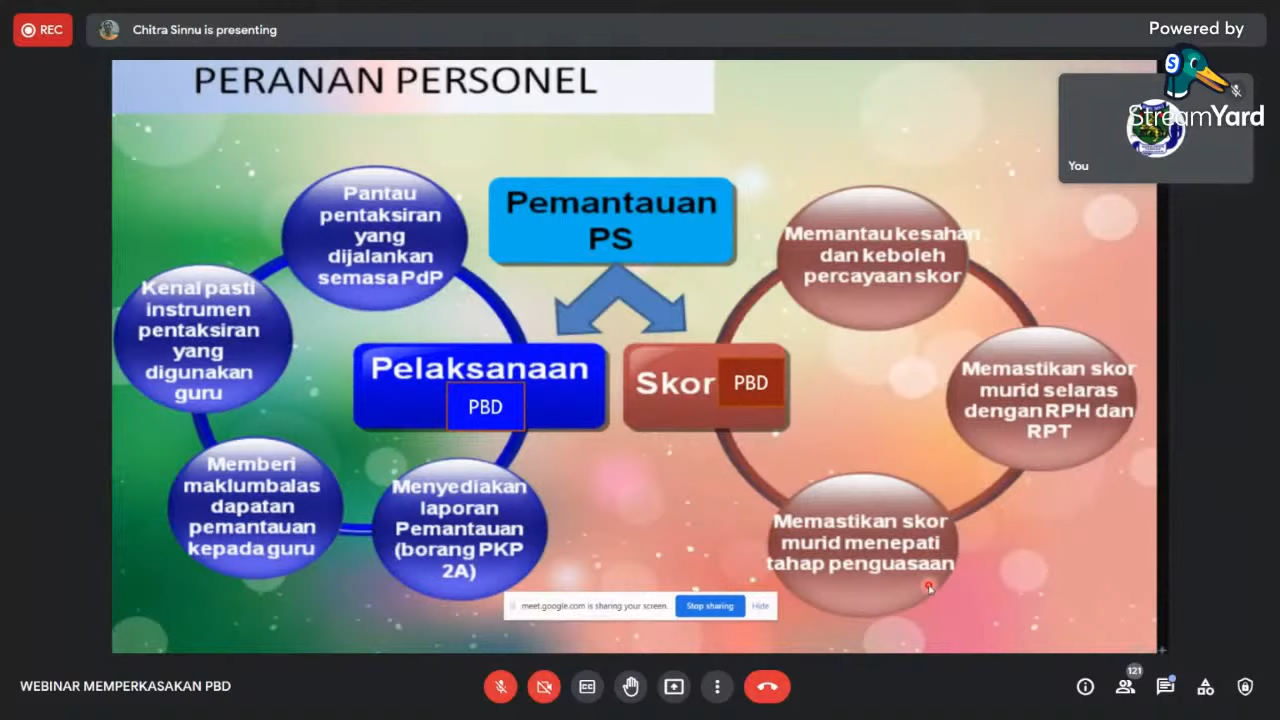 REC
Chitra Sinnu is presenting
Powered by
StreamYard
You
PERANAN PERSONEL
Pemantauan
PS
Pelaksanaan
PBD
Skor PBD
Pantau
pentaksiran
yang
dijalankan
semasa PdP
Kenal pasti
instrumen
pentaksiran
yang
digunakan
guru
Memberi
maklumbalas
dapatan
pemantauan
kepada guru
Menyediakan
laporan
Pemantauan
(borang PKP
2A)
Memantau kesahan
dan keboleh
percayaan skor
Memastikan skor
murid selaras
dengan RPH dan
RPT
Memastikan skor
murid menepati
tahap penguasaan
meet.google.com is sharing your screen.
Stop sharing
Hide
WEBINAR MEMPERKASAKAN PBD
121